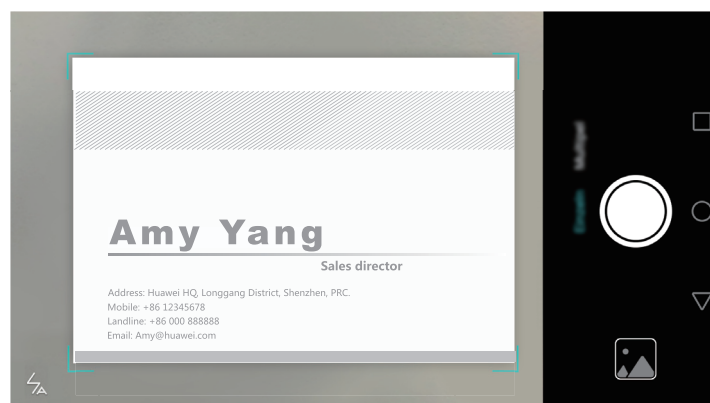 Amy Yang
Sales director
Address: Huawei HQ, Longgang District, Shenzhen, PRC.
Mobile: +86 12345678
Landline: +86 000 888888
Email: Amy@huawei.com
Multipel